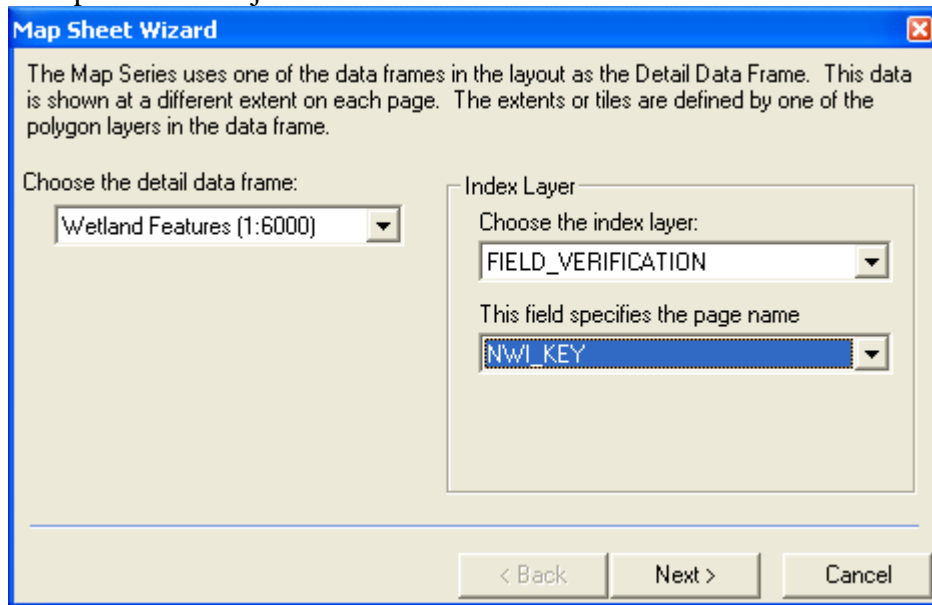 Map Sheet Wizard
The Map Series uses one of the data frames in the layout as the Detail Data Frame. This data
is shown at a different extent on each page. The extents or tiles are defined by one of the
polygon layers in the data frame.
Choose the detail data frame:
Wetland Features (1:6000)
Index Layer
Choose the index layer:
FIELD_VERIFICATION
This field specifies the page name
NWI_KEY
< Back
Next >
Cancel